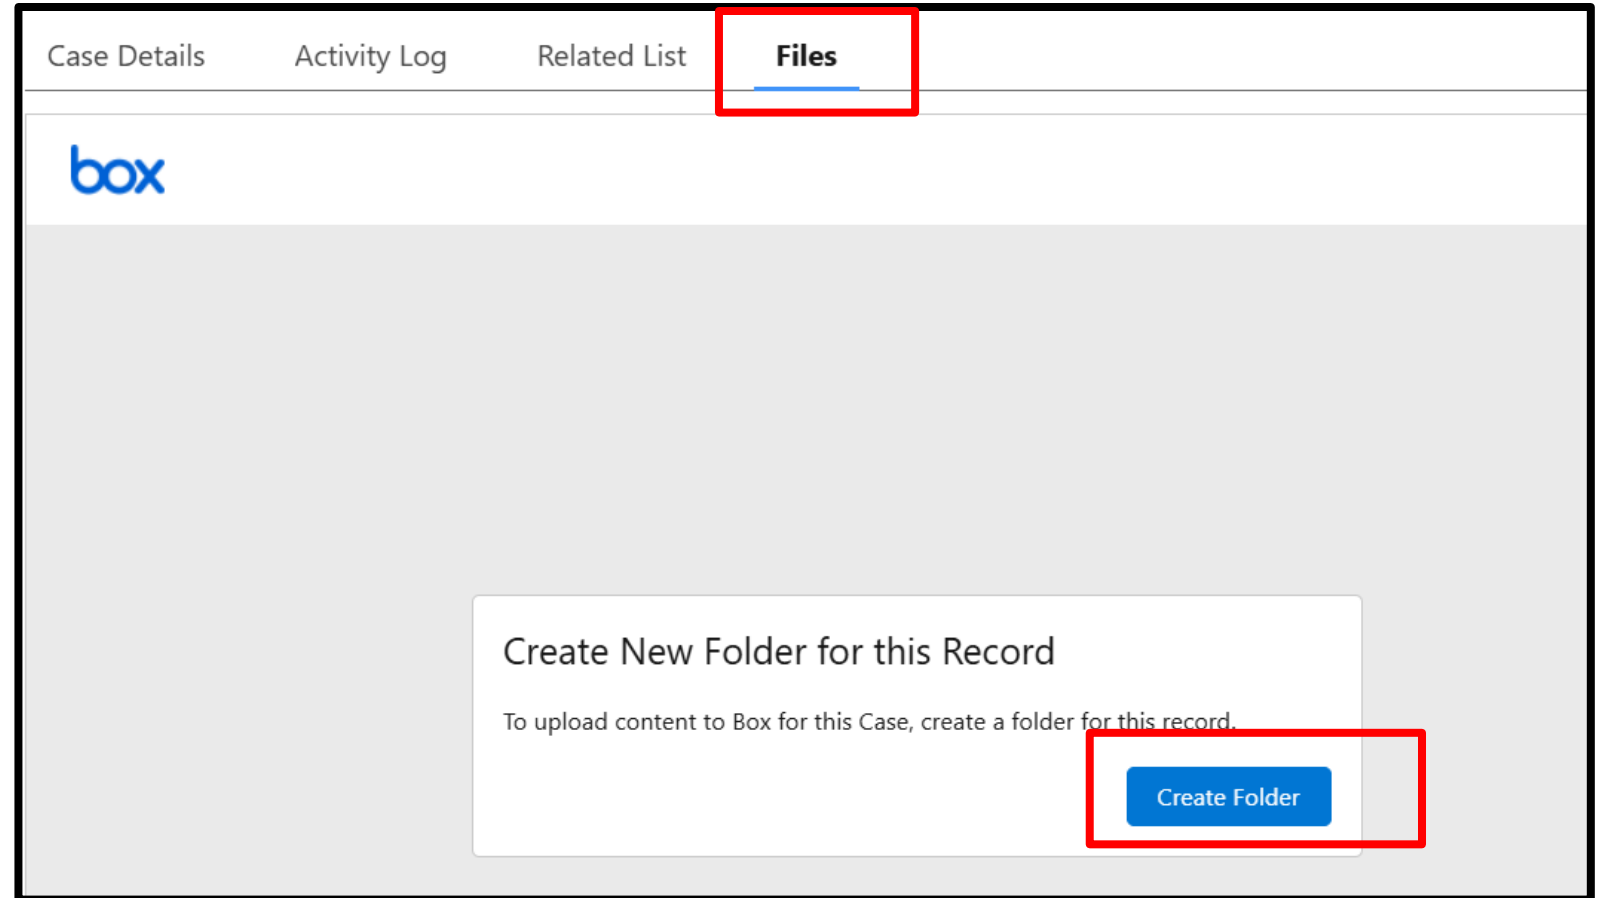 Case Details Activity Log Related List Files
box
Create New Folder for this Record
To upload content to Box for this Case, create a folder for this record.
Create Folder